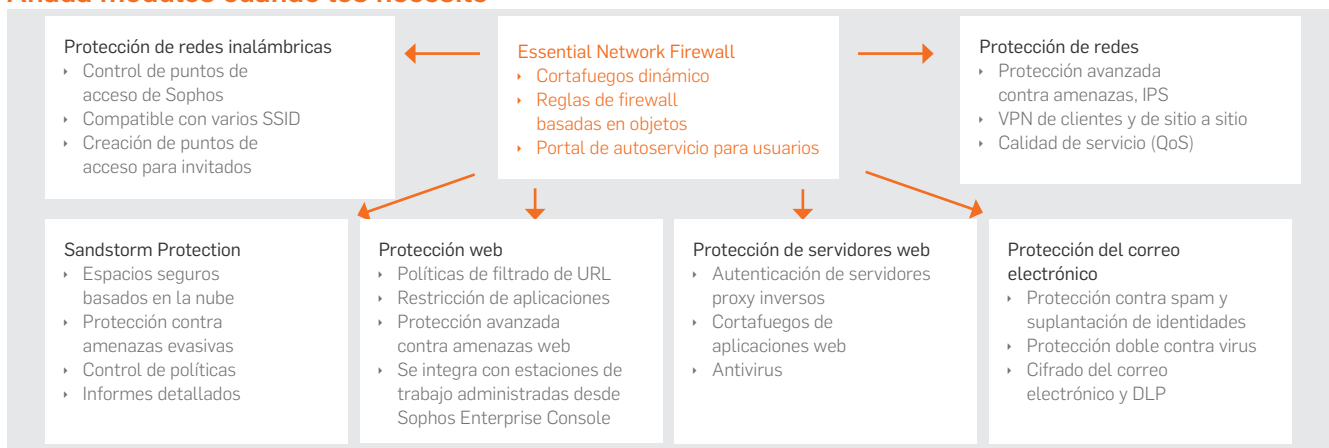 Añada módulos cuando los necesite
Protección de redes inalámbricas
‣ Control de puntos de
acceso de Sophos
‣ Compatible con varios SSID
‣ Creación de puntos de
acceso para invitados
Essential Network Firewall
‣ Cortafuegos dinámico
‣ Reglas de firewall
basadas en objetos
‣ Portal de autoservicio para usuarios
Protección de redes
‣ Protección avanzada
contra amenazas, IPS
‣ VPN de clientes y de sitio a sitio
‣ Calidad de servicio (QoS)
Sandstorm Protection
‣ Espacios seguros
basados en la nube
‣ Protección contra
amenazas evasivas
‣ Control de políticas
‣ Informes detallados
Protección web
‣ Políticas de filtrado de URL
‣ Restricción de aplicaciones
‣ Protección avanzada
contra amenazas web
‣ Se integra con estaciones de
trabajo administradas desde
Sophos Enterprise Console
Protección de servidores web
‣ Autenticación de servidores
proxy inversos
‣ Cortafuegos de
aplicaciones web
‣ Antivirus
Protección del correo
electrónico
‣ Protección contra spam y
suplantación de identidades
‣ Protección doble contra virus
‣ Cifrado del correo
electrónico y DLP